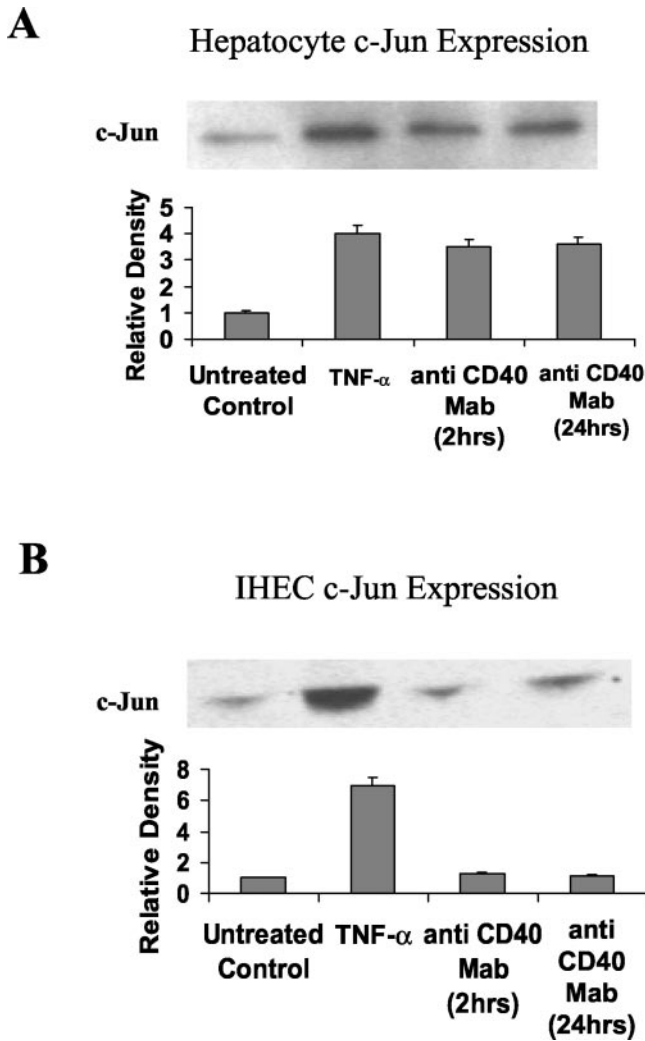 A
Hepatocyte c-Jun Expression
c-Jun
Relative Density
5
4
3
2
1
0
Untreated Control
TNF-α
anti CD40 Mab (2hrs)
anti CD40 Mab (24hrs)
B
IHEC c-Jun Expression
c-Jun
Relative Density
8
6
4
2
0
Untreated Control
TNF-α
anti CD40 Mab (2hrs)
anti CD40 Mab (24hrs)